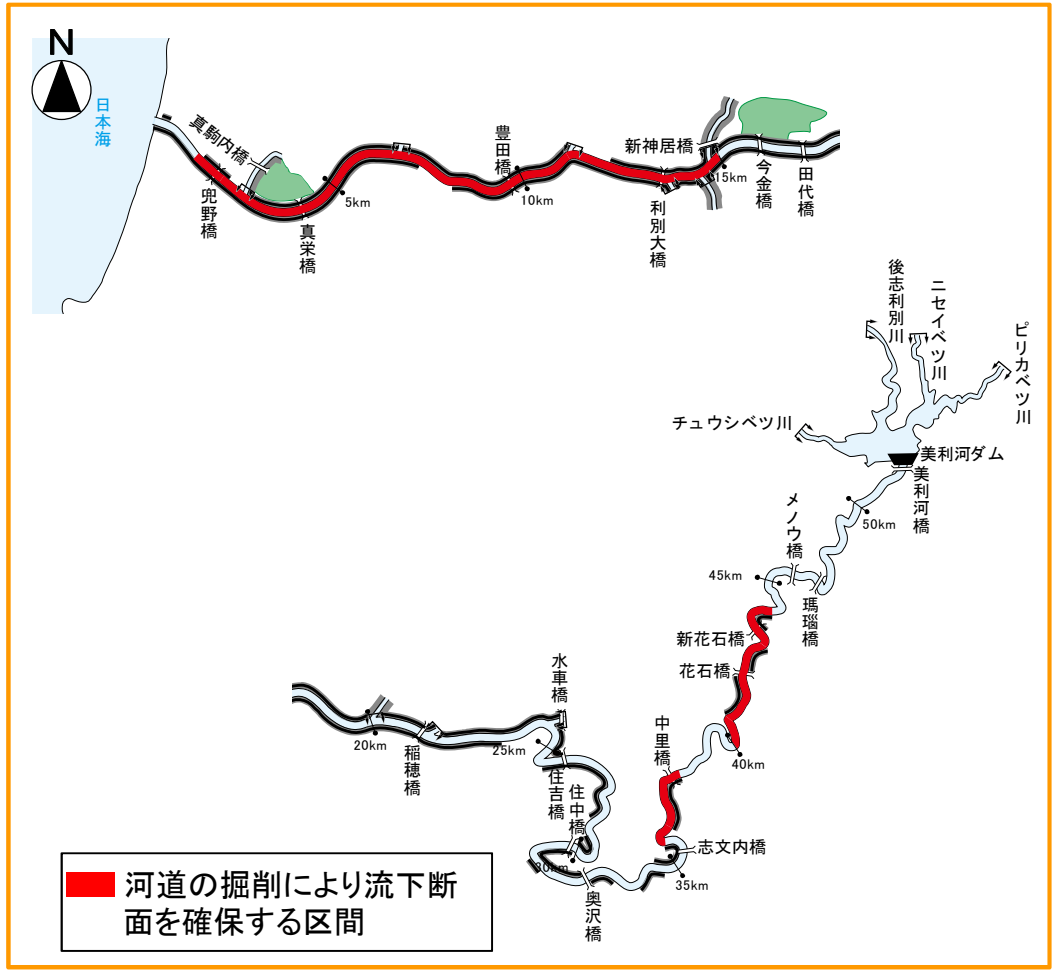 N
日本海
真駒内橋
兜野橋
真栄橋
5km
豊田橋
10km
新神居橋
利別大橋
15km
今金橋
田代橋
後志利別川
ニセイベツ川
ピリカベツ川
チュウシベツ川
美利河ダム
美利河橋
50km
メノウ橋
45km
瑪瑙橋
新花石橋
花石橋
水車橋
中里橋
40km
20km
稲穂橋
25km
住吉橋
住中橋
30km
志文内橋
35km
奥沢橋
河道の掘削により流下断
面を確保する区間